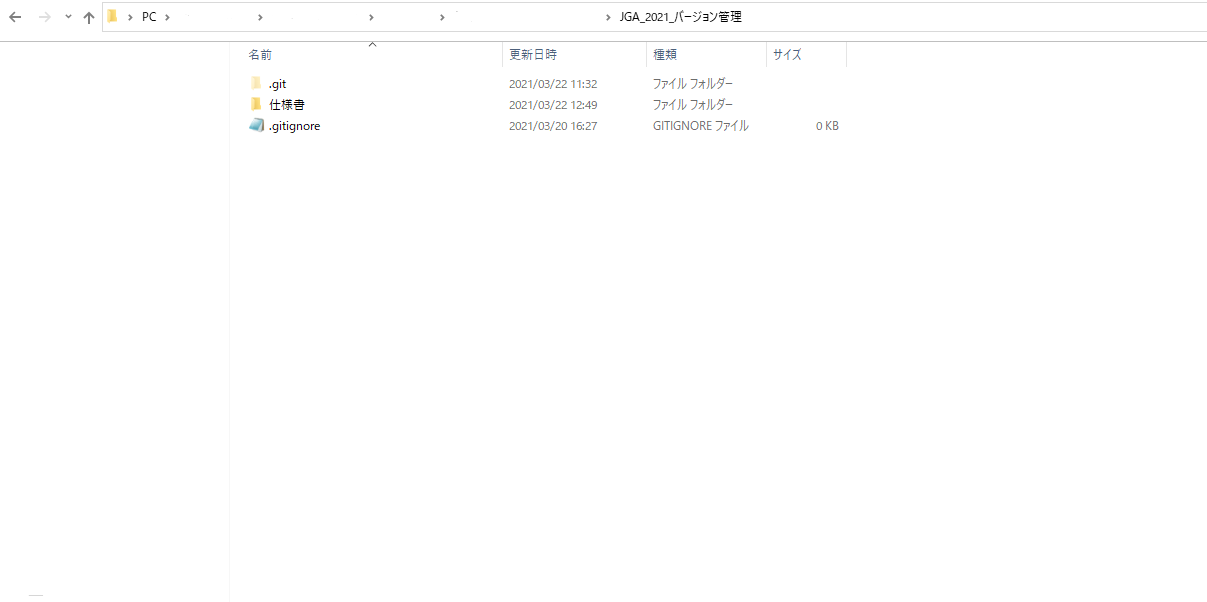 PC JGA_2021_バージョン管理
名前 更新日時 種類 サイズ
.git 2021/03/22 11:32 ファイル フォルダー
仕様書 2021/03/22 12:49 ファイル フォルダー
.gitignore 2021/03/20 16:27 GITIGNORE ファイル 0 KB